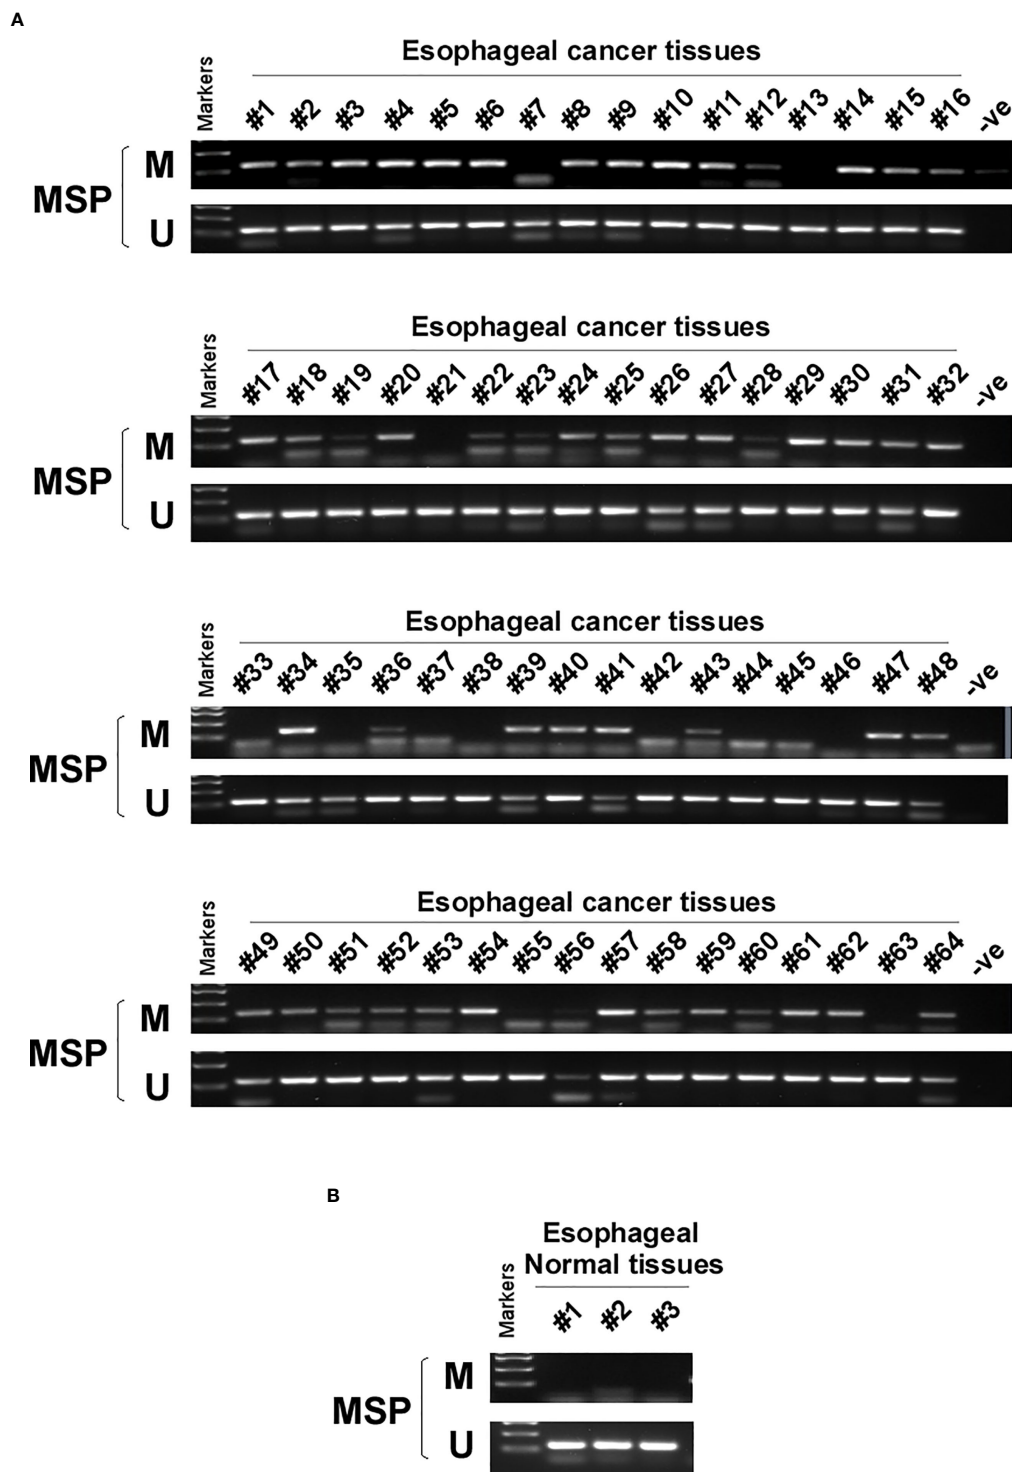 A
Esophageal cancer tissues
Markers #1 #2 #3 #4 #5 #6 #7 #8 #9 #10 #11 #12 #13 #14 #15 #16 -ve
MSP
M
U
Esophageal cancer tissues
Markers #17 #18 #19 #20 #21 #22 #23 #24 #25 #26 #27 #28 #29 #30 #31 #32 -ve
MSP
M
U
Esophageal cancer tissues
Markers #33 #34 #35 #36 #37 #38 #39 #40 #41 #42 #43 #44 #45 #46 #47 #48 -ve
MSP
M
U
Esophageal cancer tissues
Markers #49 #50 #51 #52 #53 #54 #55 #56 #57 #58 #59 #60 #61 #62 #63 #64 -ve
MSP
M
U
B
Esophageal
Normal tissues
Markers #1 #2 #3
MSP
M
U